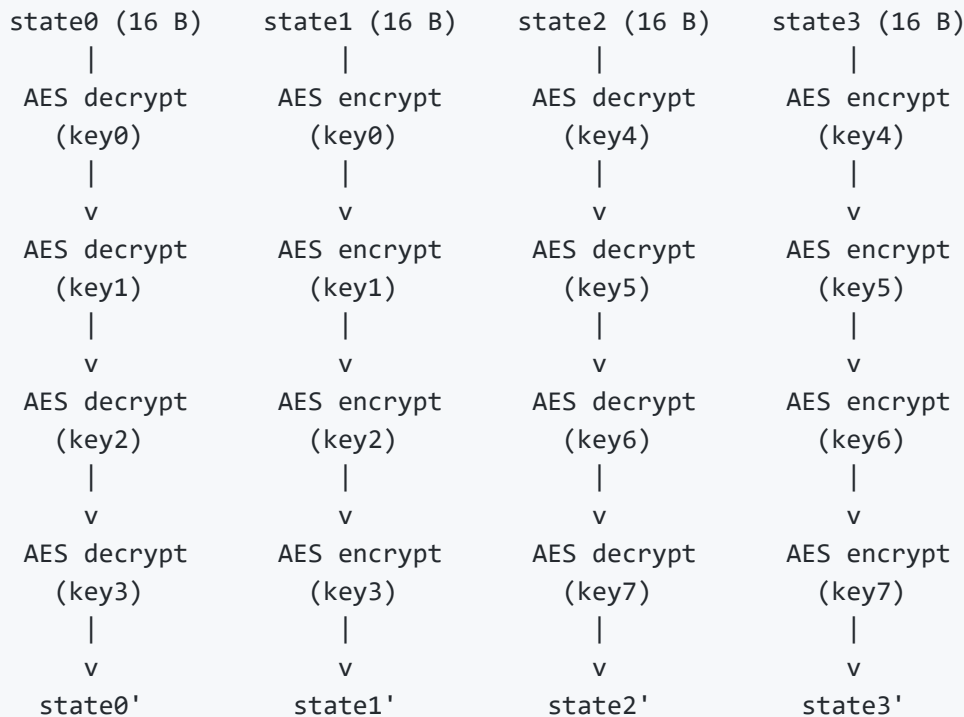 state0 (16 B)    state1 (16 B)    state2 (16 B)    state3 (16 B)
     |                |                |                |
 AES decrypt      AES encrypt      AES decrypt      AES encrypt
   (key0)           (key0)           (key4)           (key4)
     |                |                |                |
     v                v                v                v
 AES decrypt      AES encrypt      AES decrypt      AES encrypt
   (key1)           (key1)           (key5)           (key5)
     |                |                |                |
     v                v                v                v
 AES decrypt      AES encrypt      AES decrypt      AES encrypt
   (key2)           (key2)           (key6)           (key6)
     |                |                |                |
     v                v                v                v
 AES decrypt      AES encrypt      AES decrypt      AES encrypt
   (key3)           (key3)           (key7)           (key7)
     |                |                |                |
     v                v                v                v
  state0'          state1'          state2'          state3'